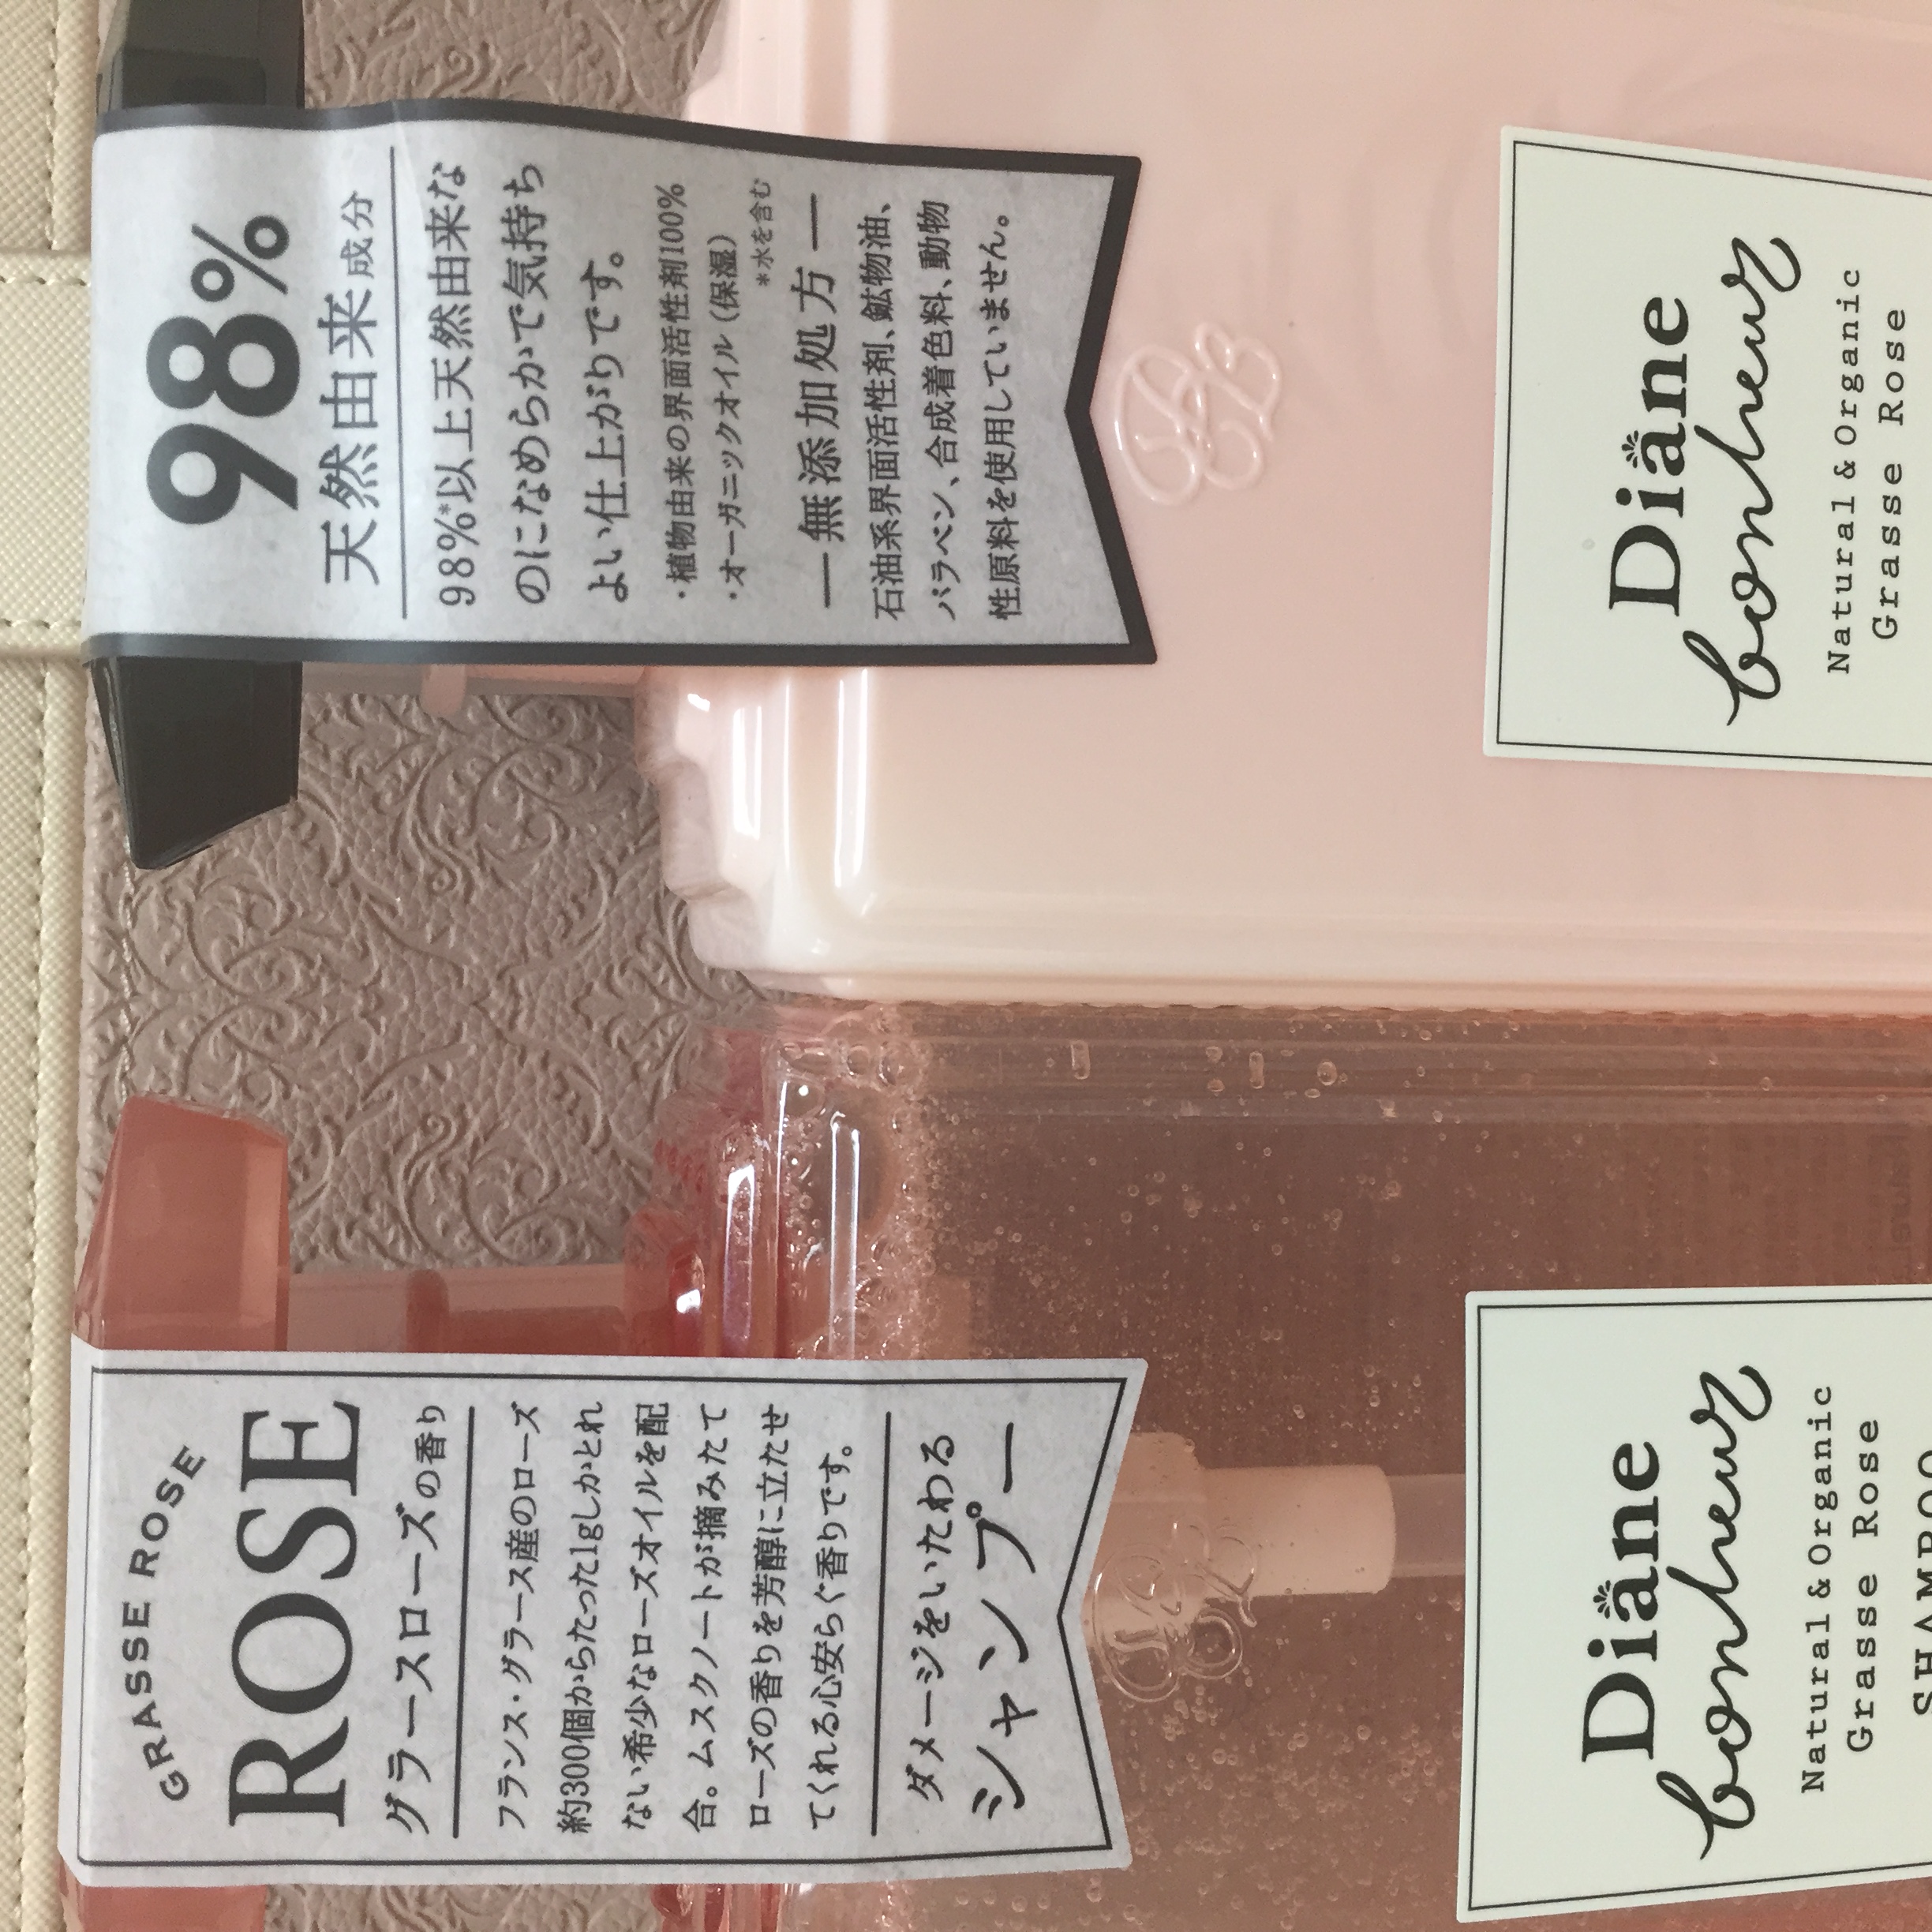 GRASSE ROSE
ROSE
グラースローズの香り
フランス・グラース産のローズ
約300個からたった1gしかとれ
ない希少なローズオイルを配
合。ムスクノートが摘みたて
ローズの香りを芳醇に立たせ
てくれる心安らぐ香りです。
ダメージをいたわる
シャンプー
Diane
bonheur
Natural & Organic
Grasse Rose
SHAMPOO
98%
天然由来成分
98%*以上天然由来な
のになめらかで気持ち
よい仕上がりです。
・植物由来の界面活性剤100%
・オーガニックオイル(保湿)
*水を含む
—無添加処方—
石油系界面活性剤、鉱物油、
パラベン、合成着色料、動物
性原料を使用していません。
Diane
bonheur
Natural & Organic
Grasse Rose